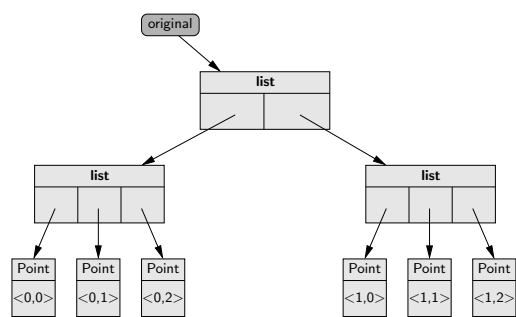 original
list
list
list
Point
Point
Point
Point
Point
Point
<0,0>
<0,1>
<0,2>
<1,0>
<1,1>
<1,2>